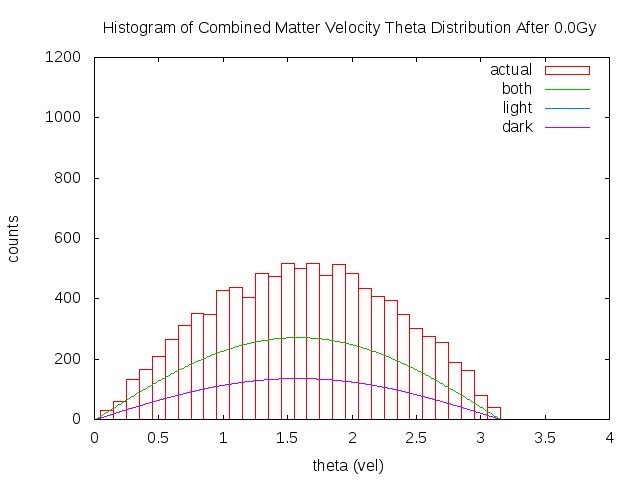 Histogram of Combined Matter Velocity Theta Distribution After 0.0Gy
1200
1000
800
600
400
200
0
counts
actual
both
light
dark
0 0.5 1 1.5 2 2.5 3 3.5 4
theta (vel)